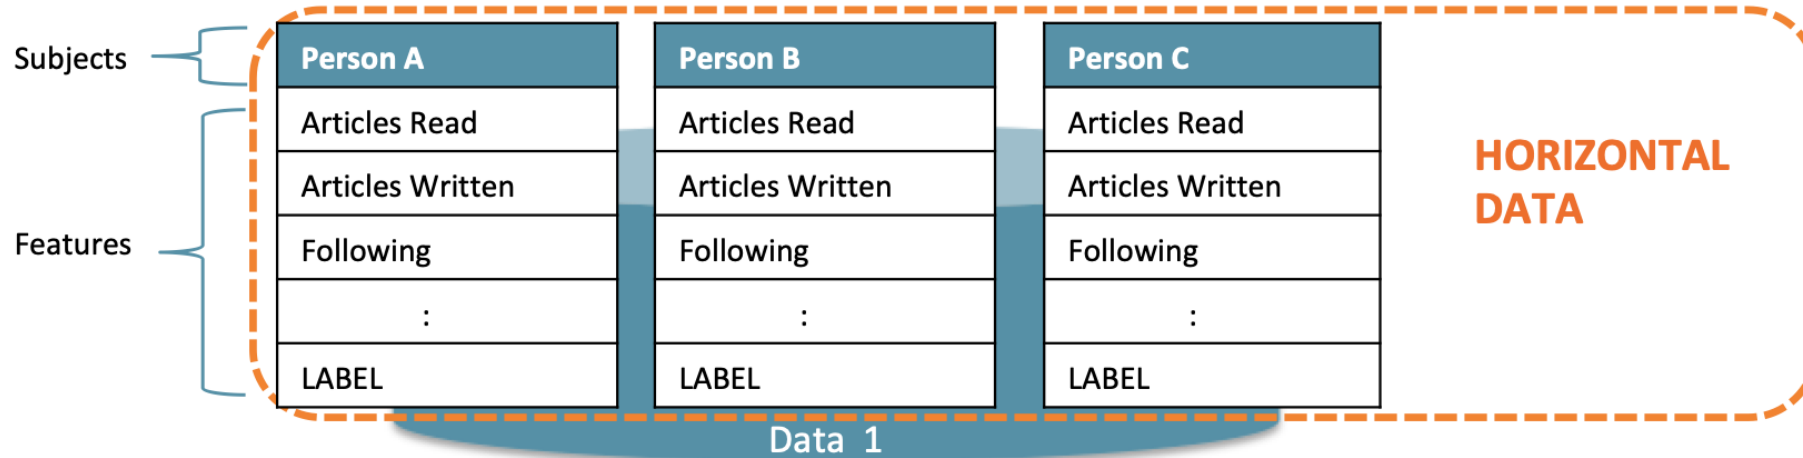 Subjects
Person A Person B Person C
Articles Read Articles Read Articles Read
HORIZONTAL
Articles Written Articles Written Articles Written
DATA
Features
Following Following Following
: : :
LABEL LABEL LABEL
Data 1